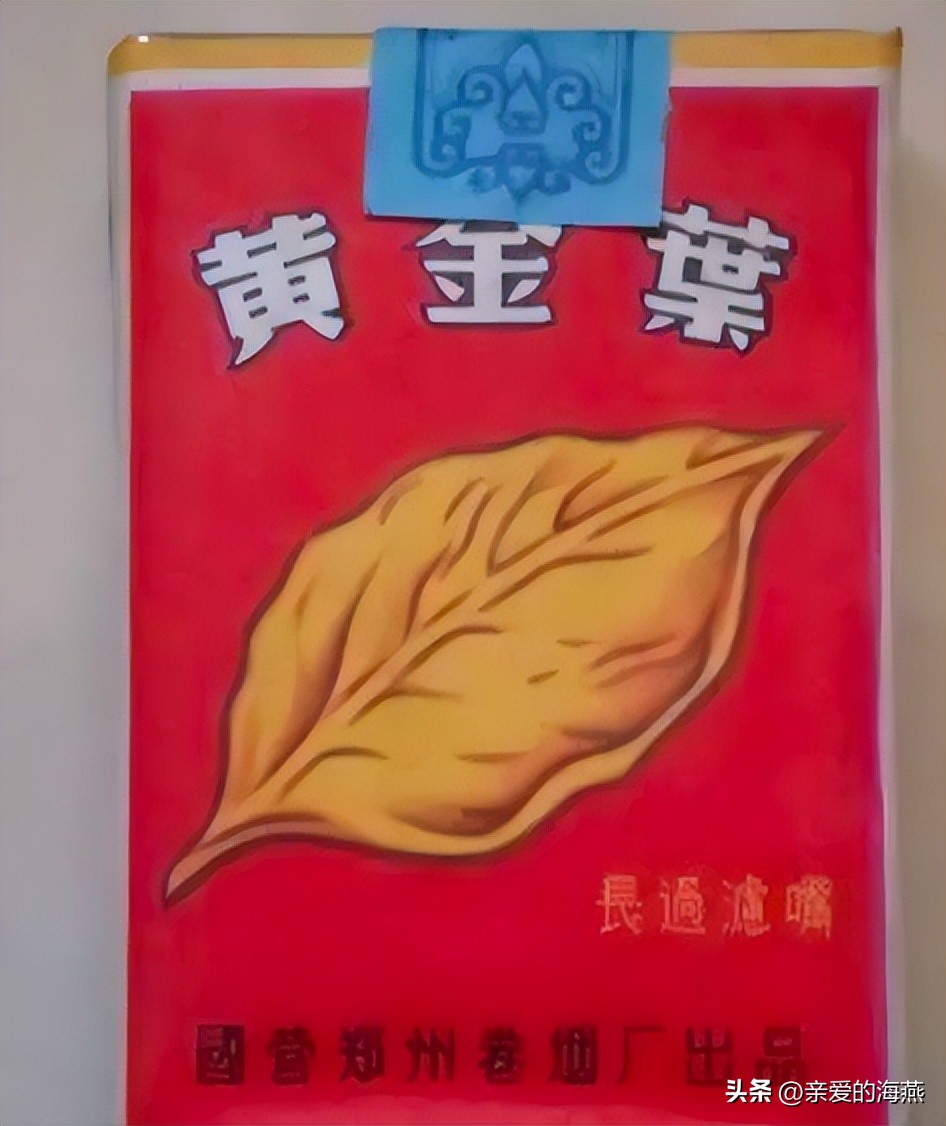 黄金葉
長過濾嘴
國营郑州卷烟厂出品
头条 @亲爱的海燕